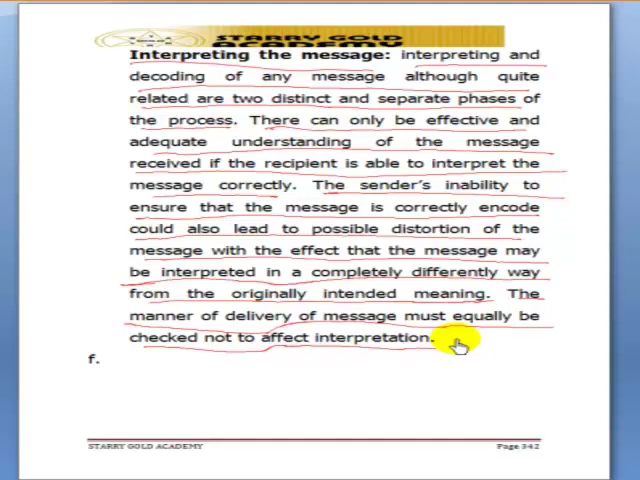 STARRY GOLD
ACADEMY
Interpreting the message: interpreting and
decoding of any message although quite
related are two distinct and separate phases of
the process. There can only be effective and
adequate understanding of the message
received if the recipient is able to interpret the
message correctly. The sender's inability to
ensure that the message is correctly encode
could also lead to possible distortion of the
message with the effect that the message may
be interpreted in a completely differently way
from the originally intended meaning. The
manner of delivery of message must equally be
checked not to affect interpretation.
f.
STARRY GOLD ACADEMY Page 342